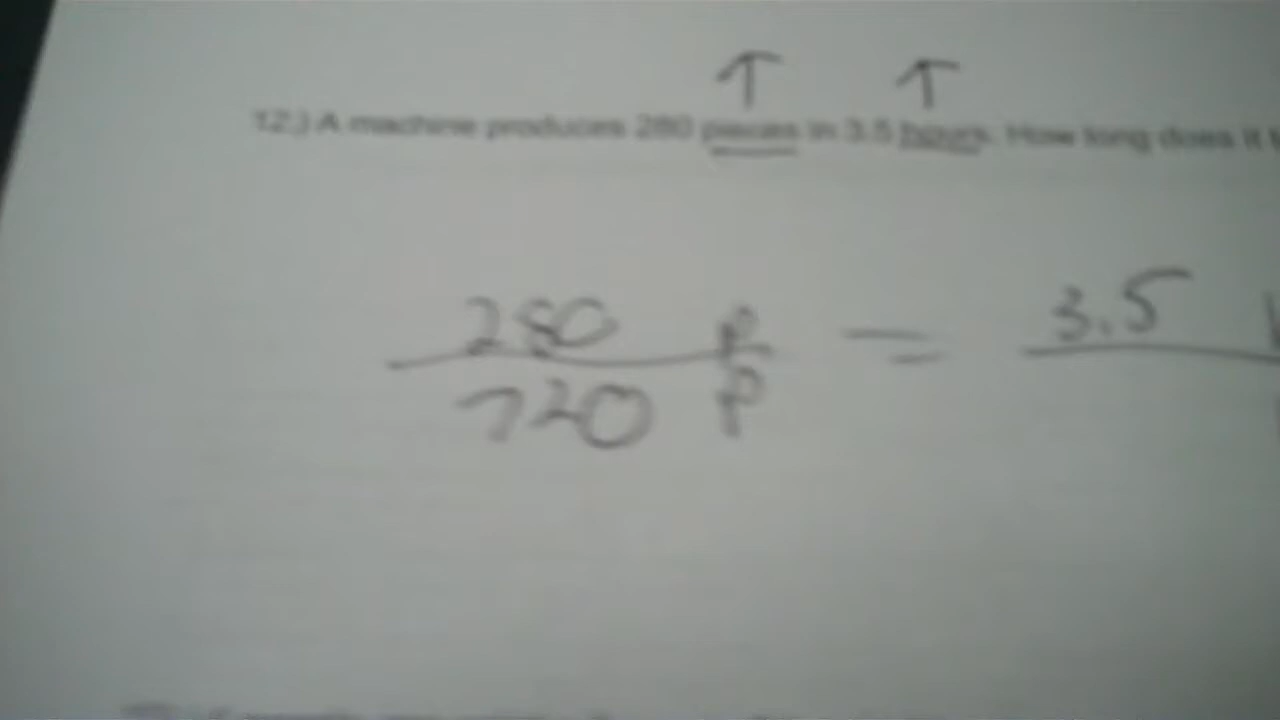 ↑ ↑
12.) A machine produces 280 pieces in 3.5 hours. How long does it
280 p = 3.5
720 p